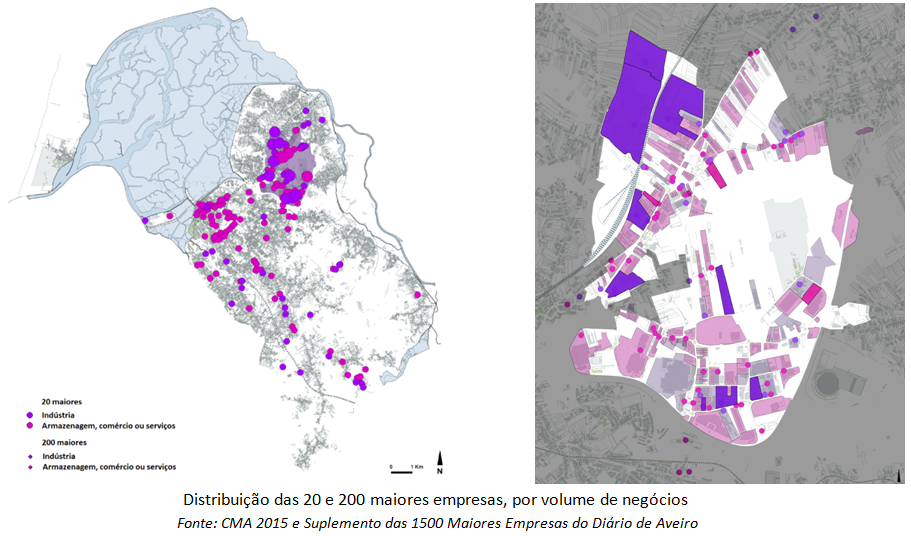 20 maiores
Indústria
Armazenagem, comércio ou serviços
200 maiores
Indústria
Armazenagem, comércio ou serviços
0 1 Km
N
Distribuição das 20 e 200 maiores empresas, por volume de negócios
Fonte: CMA 2015 e Suplemento das 1500 Maiores Empresas do Diário de Aveiro